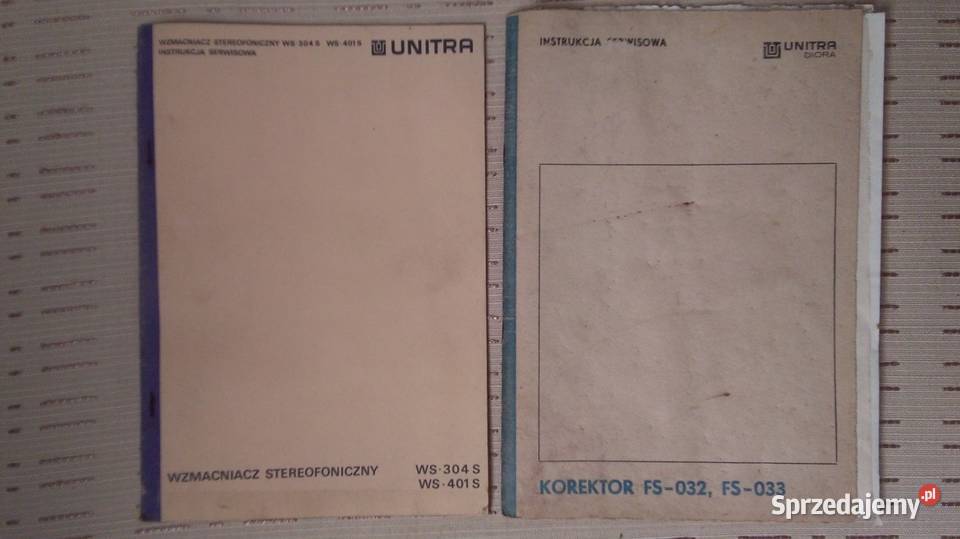 WZMACNIACZ STEREOFONICZNY WS-304 S WS-401 S
INSTRUKCJA SERWISOWA
UNITRA
WZMACNIACZ STEREOFONICZNY WS-304 S
WS-401 S
INSTRUKCJA SERWISOWA
UNITRA
DIORA
KOREKTOR FS-032, FS-033
Sprzedajemy.pl